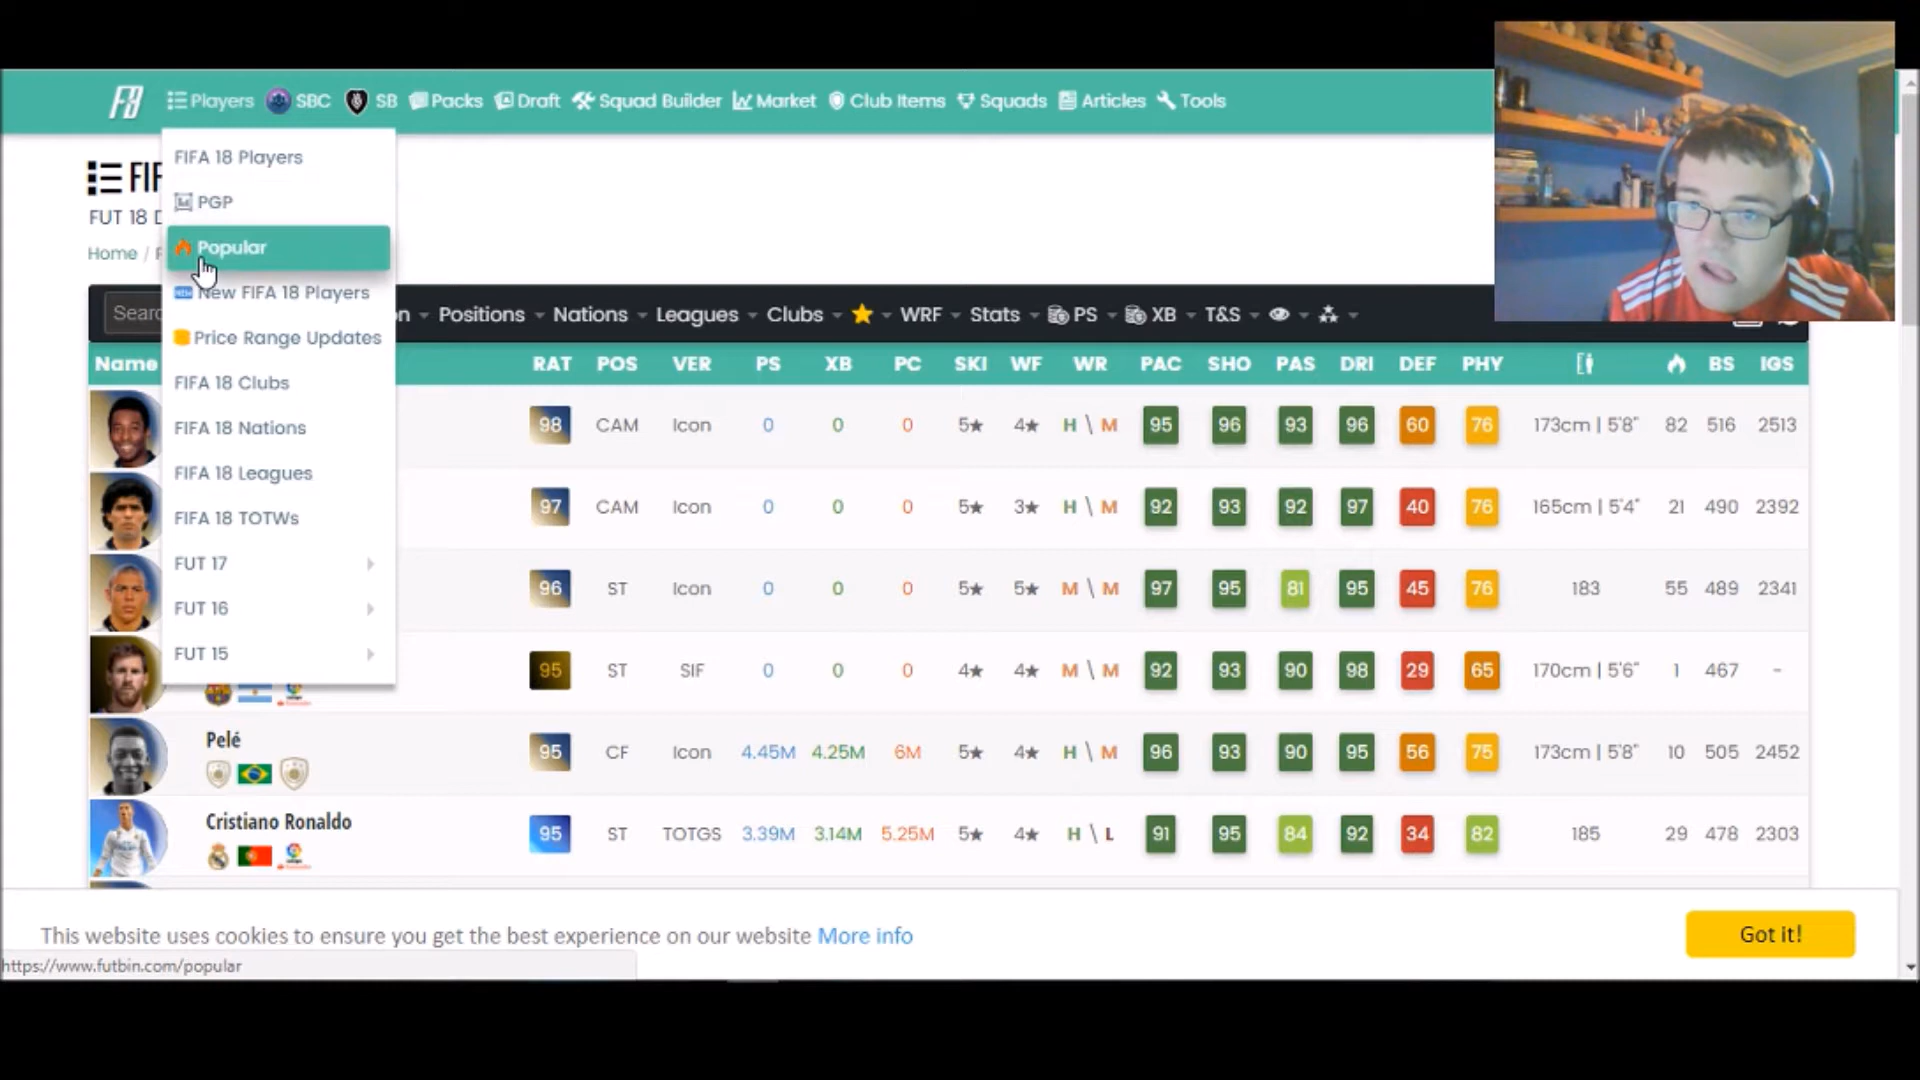 Players SBC SB Packs Draft Squad Builder Market Club Items Squads Articles Tools
FIFA 18 Players
FIF
PGP
FUT 18 D
Popular
Home /
New FIFA 18 Players
Sear on Positions Nations Leagues Clubs WRF Stats PS XB T&S
Price Range Updates
Name RAT POS VER PS XB PC SKI WF WR PAC SHO PAS DRI DEF PHY BS IGS
FIFA 18 Clubs
98 CAM Icon 0 0 0 5★ 4★ H \ M 95 96 93 96 60 76 173cm | 5'8" 82 516 2513
FIFA 18 Nations
FIFA 18 Leagues
97 CAM Icon 0 0 0 5★ 3★ H \ M 92 93 92 97 40 76 165cm | 5'4" 21 490 2392
FIFA 18 TOTWs
FUT 17
96 ST Icon 0 0 0 5★ 5★ M \ M 97 95 81 95 45 76 183 55 489 2341
FUT 16
FUT 15
95 ST SIF 0 0 0 4★ 4★ M \ M 92 93 90 98 29 65 170cm | 5'6" 1 467 -
Pelé
95 CF Icon 4.45M 4.25M 6M 5★ 4★ H \ M 96 93 90 95 56 75 173cm | 5'8" 10 505 2452
Cristiano Ronaldo
95 ST TOTGS 3.39M 3.14M 5.25M 5★ 4★ H \ L 91 95 84 92 34 82 185 29 478 2303
This website uses cookies to ensure you get the best experience on our website More info
Got it!
https://www.futbin.com/popular